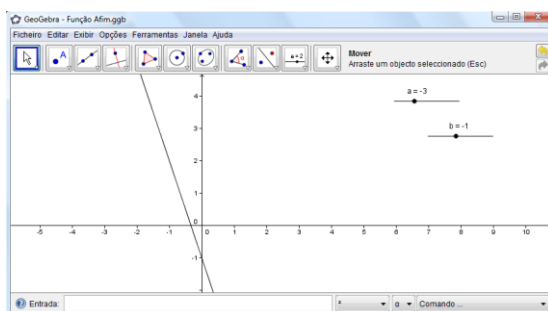 GeoGebra - Função Afim.ggb
Ficheiro Editar Exibir Opções Ferramentas Janela Ajuda
A
α
a = 2
Mover
Arraste um objecto seleccionado (Esc)
a = -3
b = -1
4
3
2
1
0
-5 -4 -3 -2 -1 0 1 2 3 4 5 6 7 8 9 10
-1
Entrada:
²
α
Comando ...